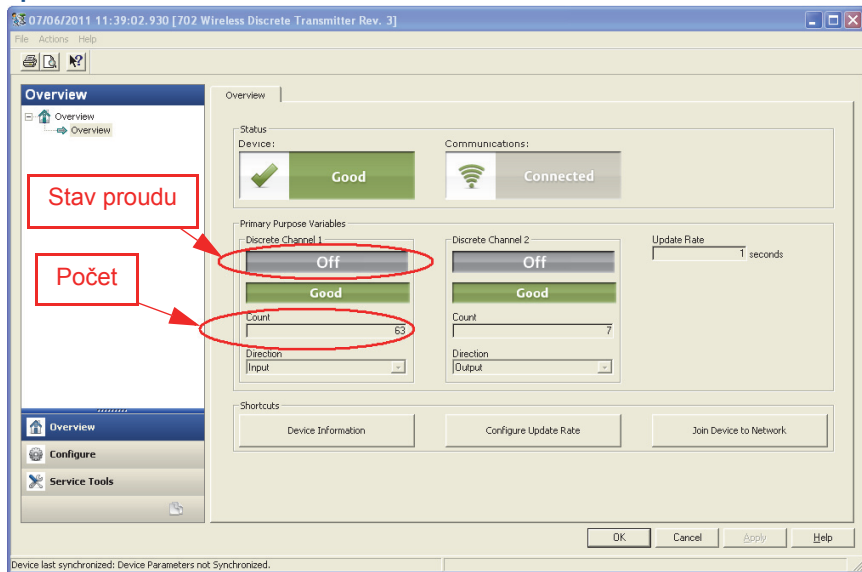 07/06/2011 11:39:02.930 [702 Wireless Discrete Transmitter Rev. 3]
File Actions Help
Overview
Overview
Overview
Overview
Status
Device:
Communications:
Good
Connected
Stav proudu
Počet
Primary Purpose Variables
Discrete Channel 1
Discrete Channel 2
Update Rate
1 seconds
Off
Off
Good
Good
Count
Count
63
7
Direction
Direction
Input
Output
Shortcuts
Device Information
Configure Update Rate
Join Device to Network
Overview
Configure
Service Tools
OK
Cancel
Apply
Help
Device last synchronized: Device Parameters not Synchronized.